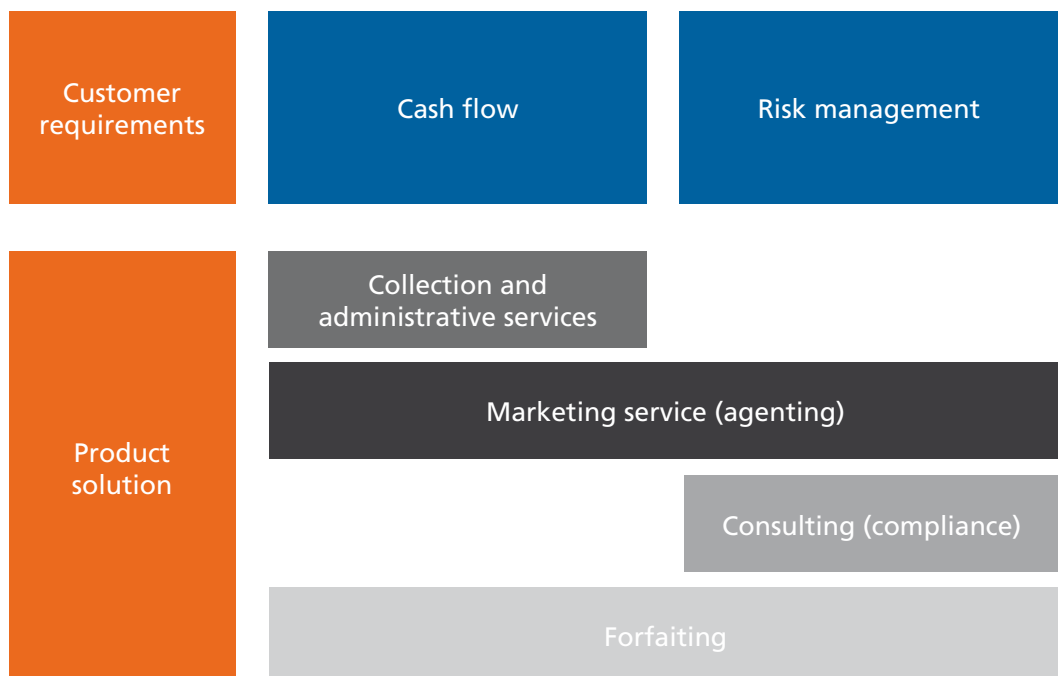 Customer
requirements
Cash flow
Risk management
Product
solution
Collection and
administrative services
Marketing service (agenting)
Consulting (compliance)
Forfaiting